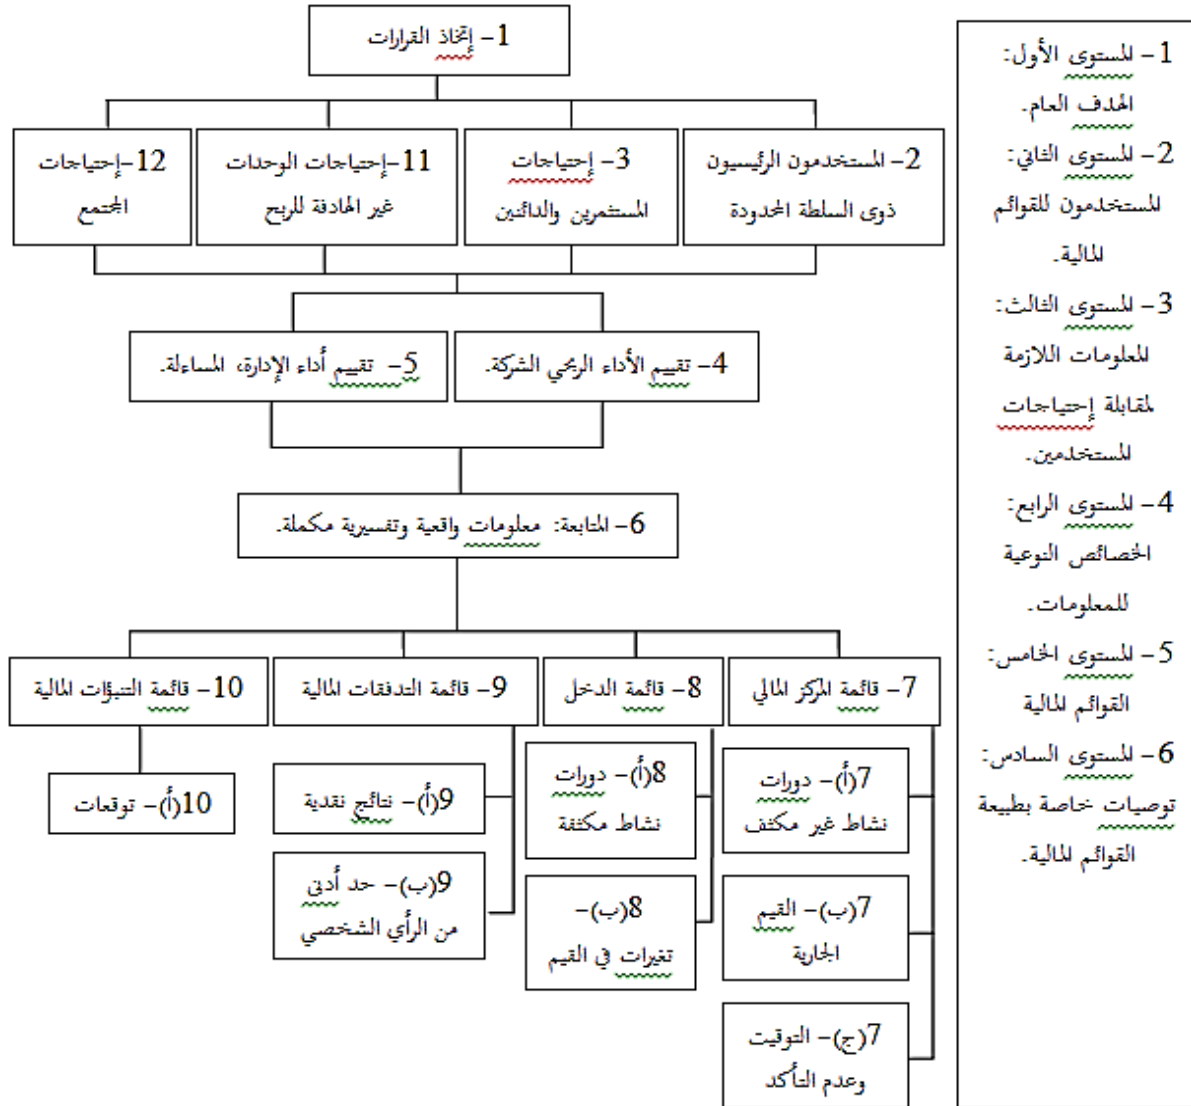 1- إتخاذ القرارات
2- المستخدمون الرئيسيون
ذوى السلطة المحدودة
3- إحتياجات
المستثمرين والدائنين
11-إحتياجات الوحدات
غير الهادفة للربح
12-إحتياجات
المجتمع
4- تقييم الأداء الربحي الشركة.
5- تقييم أداء الإدارة، المساءلة.
6- المتابعة: معلومات واقعية وتفسيرية مكملة.
7- قائمة المركز المالي
8- قائمة الدخل
9- قائمة التدفقات المالية
10- قائمة التنبؤات المالية
7(أ)- دورات
نشاط غير مكثف
7(ب)- القيم
الجارية
7(ج)- التوقيت
وعدم التأكد
8(أ)- دورات
نشاط مكثفة
8(ب)-
تغيرات في القيم
9(أ)- نتائج نقدية
9(ب)- حد أدنى
من الرأي الشخصي
10(أ)- توقعات
1- المستوى الأول:
الهدف العام.
2- المستوى الثاني:
المستخدمون للقوائم
المالية.
3- المستوى الثالث:
المعلومات اللازمة
لمقابلة إحتياجات
المستخدمين.
4- المستوى الرابع:
الخصائص النوعية
للمعلومات.
5- المستوى الخامس:
القوائم المالية
6- المستوى السادس:
توصيات خاصة بطبيعة
القوائم المالية.